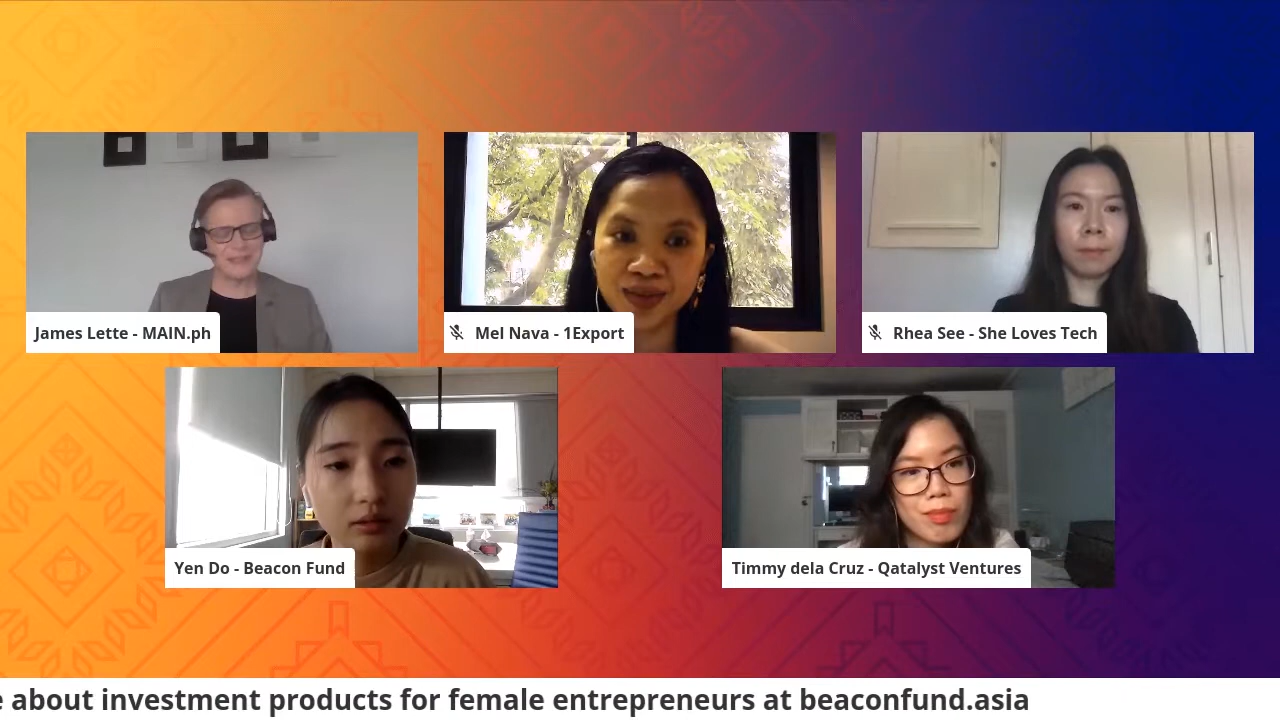 James Lette - MAIN.ph
Mel Nava - 1Export
Rhea See - She Loves Tech
Yen Do - Beacon Fund
Timmy dela Cruz - Qatalyst Ventures
about investment products for female entrepreneurs at beaconfund.asia